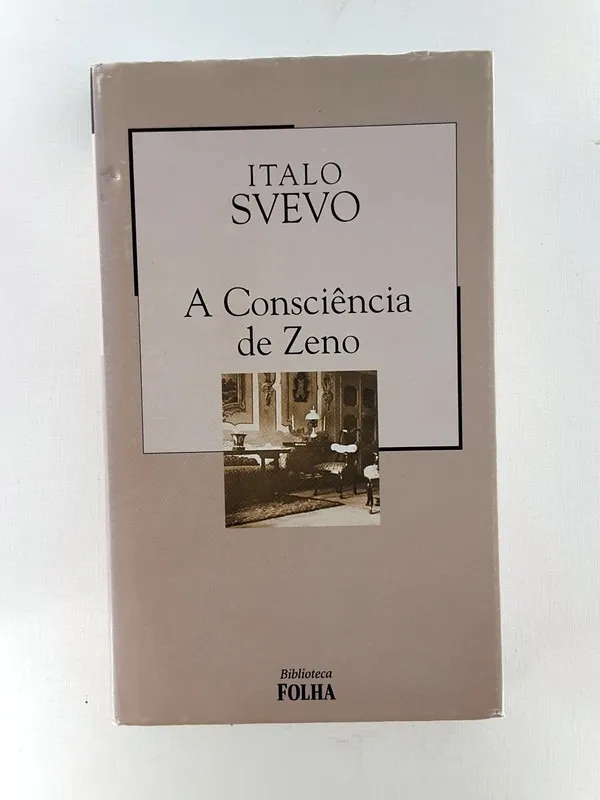 ITALO
SVEVO
A Consciência
de Zeno
Biblioteca
FOLHA